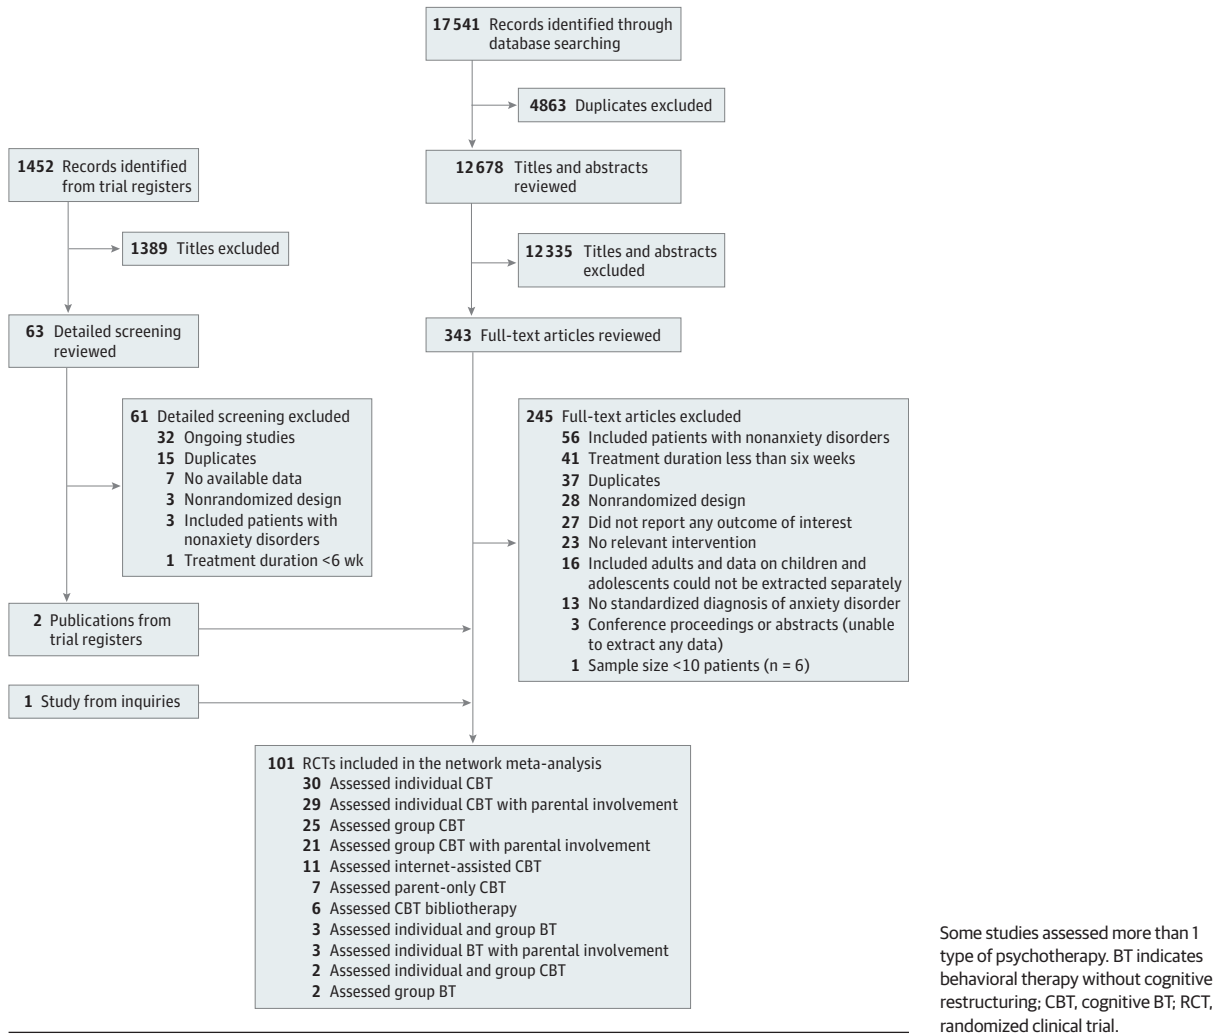 17541 Records identified through
database searching
4863 Duplicates excluded
1452 Records identified
from trial registers
12678 Titles and abstracts
reviewed
1389 Titles excluded
12335 Titles and abstracts
excluded
63 Detailed screening
reviewed
343 Full-text articles reviewed
61 Detailed screening excluded
32 Ongoing studies
15 Duplicates
7 No available data
3 Nonrandomized design
3 Included patients with
nonaxiety disorders
1 Treatment duration <6 wk
245 Full-text articles excluded
56 Included patients with nonanxiety disorders
41 Treatment duration less than six weeks
37 Duplicates
28 Nonrandomized design
27 Did not report any outcome of interest
23 No relevant intervention
16 Included adults and data on children and
adolescents could not be extracted separately
13 No standardized diagnosis of anxiety disorder
3 Conference proceedings or abstracts (unable
to extract any data)
1 Sample size <10 patients (n = 6)
2 Publications from
trial registers
1 Study from inquiries
101 RCTs included in the network meta-analysis
30 Assessed individual CBT
29 Assessed individual CBT with parental involvement
25 Assessed group CBT
21 Assessed group CBT with parental involvement
11 Assessed internet-assisted CBT
7 Assessed parent-only CBT
6 Assessed CBT bibliotherapy
3 Assessed individual and group BT
3 Assessed individual BT with parental involvement
2 Assessed individual and group CBT
2 Assessed group BT
Some studies assessed more than 1
type of psychotherapy. BT indicates
behavioral therapy without cognitive
restructuring; CBT, cognitive BT; RCT,
randomized clinical trial.